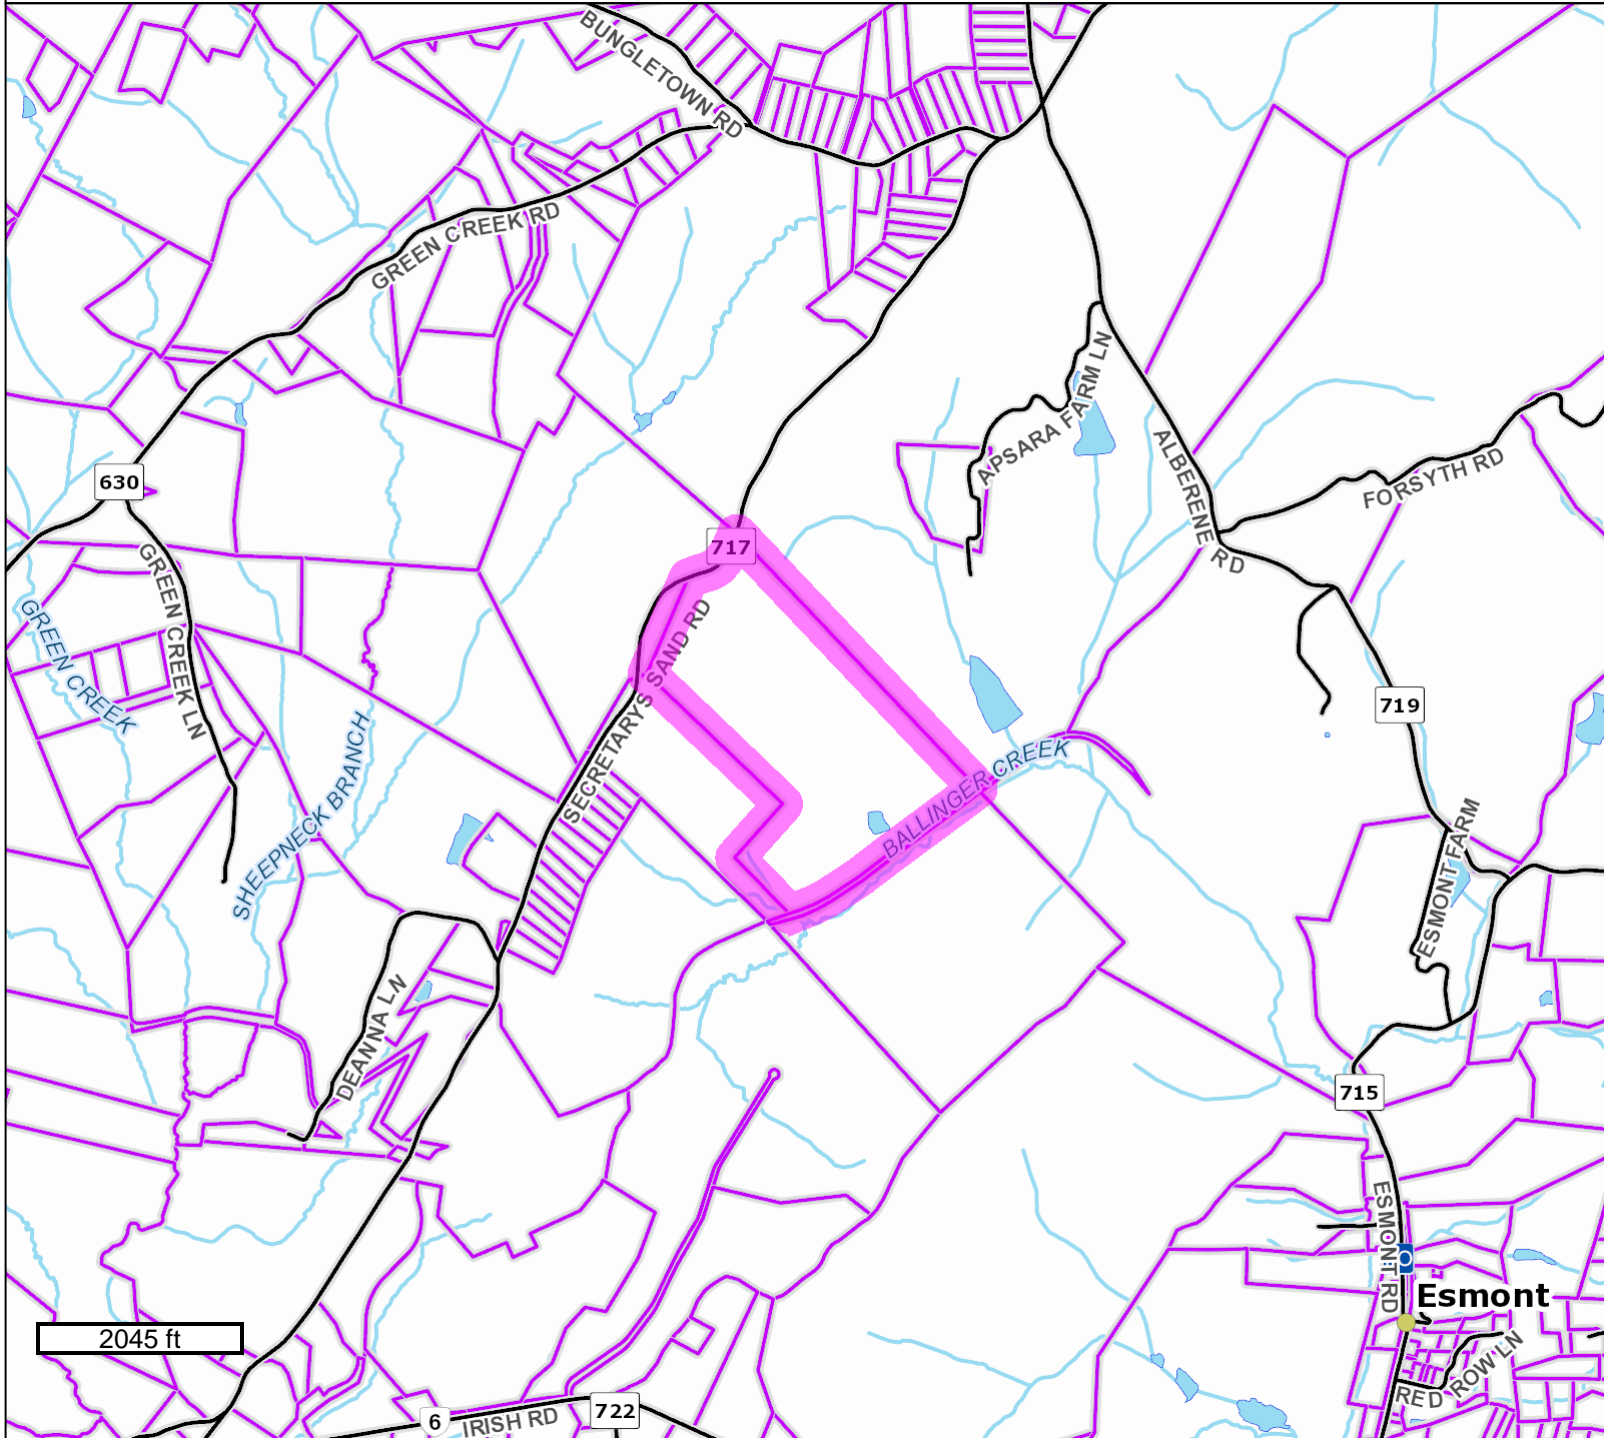 BUNGLETOWN RD
GREEN CREEK RD
APSARA FARM LN
ALBERENE RD
FORSYTH RD
630
717
GREEN CREEK LN
GREEN CREEK
SECRETARYS SAND RD
719
SHEEPNECK BRANCH
BALLINGER CREEK
ESMONT FARM
DEANNA LN
715
ESMONT RD
Esmont
2045 ft
RED ROW LN
6
IRISH RD
722